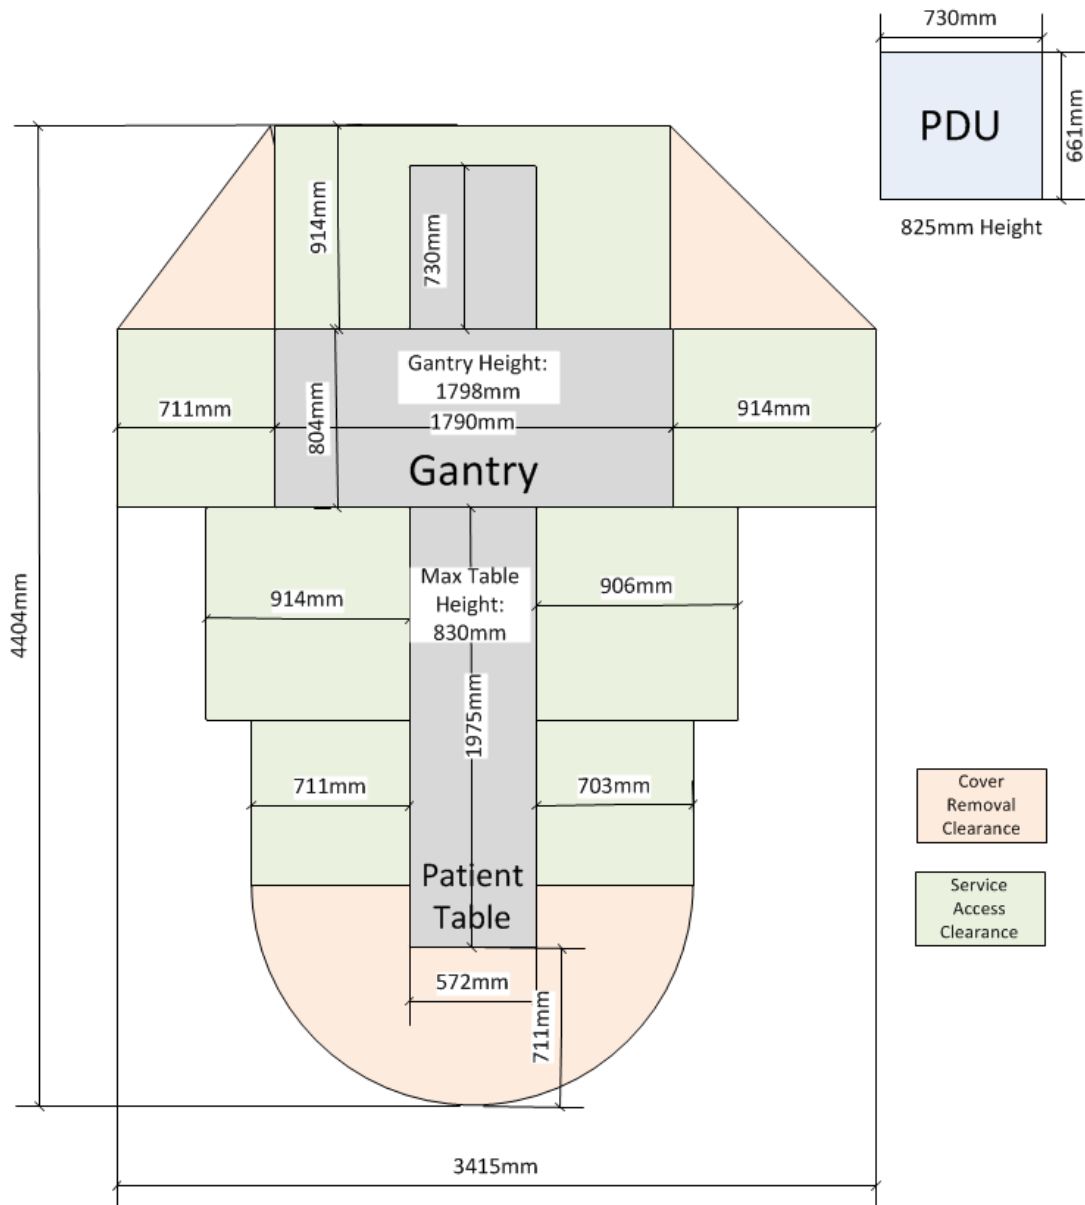 730mm
PDU
661mm
825mm Height
914mm
730mm
Gantry Height:
1798mm
711mm
804mm
1790mm
914mm
Gantry
4404mm
914mm
Max Table
Height:
830mm
906mm
1975mm
711mm
703mm
Patient
Table
572mm
711mm
3415mm
Cover
Removal
Clearance
Service
Access
Clearance